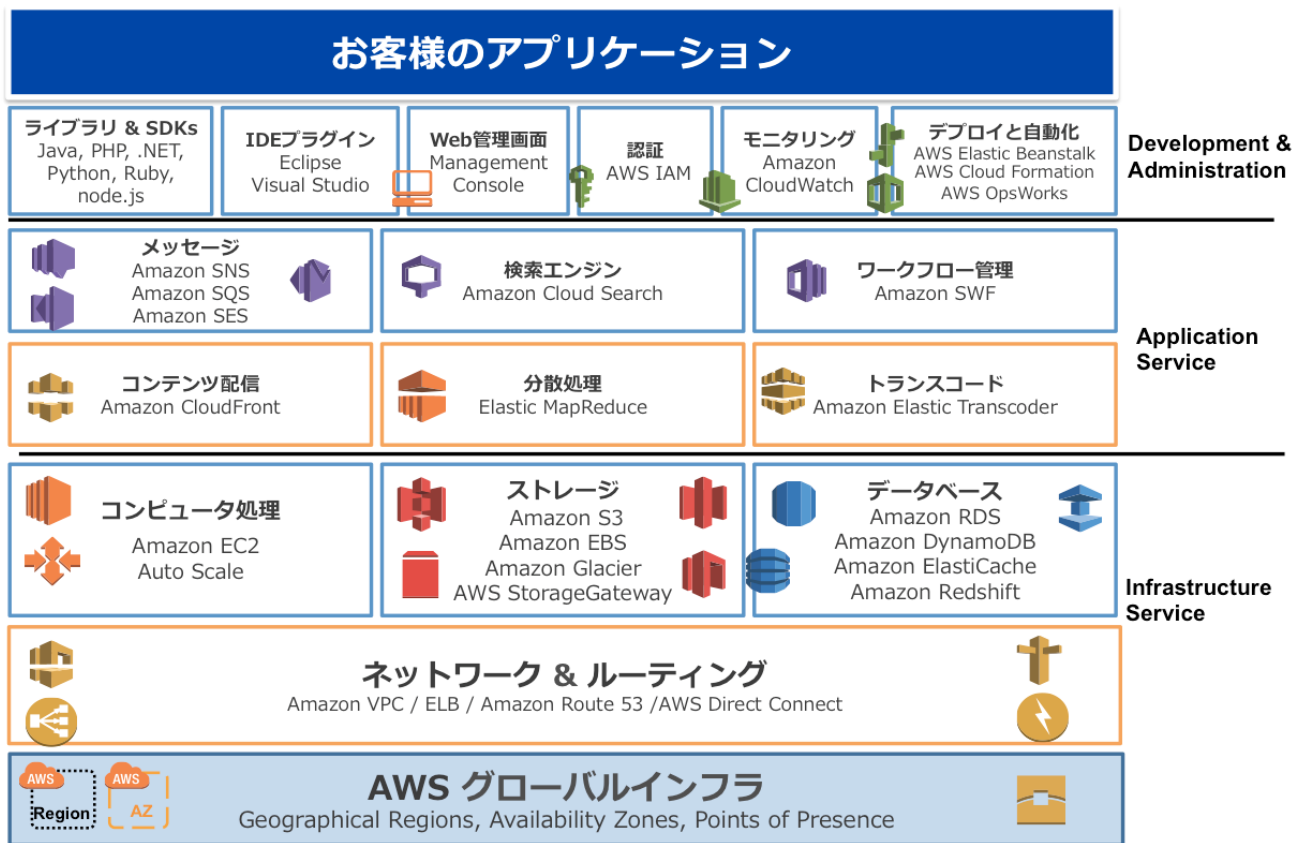 お客様のアプリケーション
ライブラリ & SDKs
Java, PHP, .NET,
Python, Ruby,
node.js
IDEプラグイン
Eclipse
Visual Studio
Web管理画面
Management
Console
認証
AWS IAM
モニタリング
Amazon
CloudWatch
デプロイと自動化
AWS Elastic Beanstalk
AWS Cloud Formation
AWS OpsWorks
Development &
Administration
メッセージ
Amazon SNS
Amazon SQS
Amazon SES
検索エンジン
Amazon Cloud Search
ワークフロー管理
Amazon SWF
コンテンツ配信
Amazon CloudFront
分散処理
Elastic MapReduce
トランスコード
Amazon Elastic Transcoder
Application
Service
コンピュータ処理
Amazon EC2
Auto Scale
ストレージ
Amazon S3
Amazon EBS
Amazon Glacier
AWS StorageGateway
データベース
Amazon RDS
Amazon DynamoDB
Amazon ElastiCache
Amazon Redshift
Infrastructure
Service
ネットワーク & ルーティング
Amazon VPC / ELB / Amazon Route 53 /AWS Direct Connect
AWS
Region
AWS
AZ
AWS グローバルインフラ
Geographical Regions, Availability Zones, Points of Presence